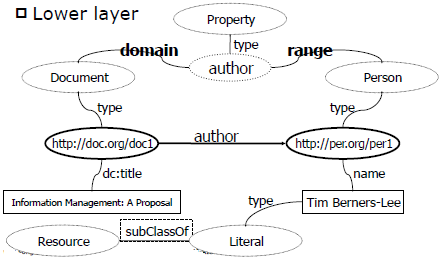 Lower layer
Property
type
domain
author
range
Document
Person
type
type
http://doc.org/doc1
author
http://per.org/per1
dc:title
name
Information Management: A Proposal
type
Tim Berners-Lee
subClassOf
Resource
Literal